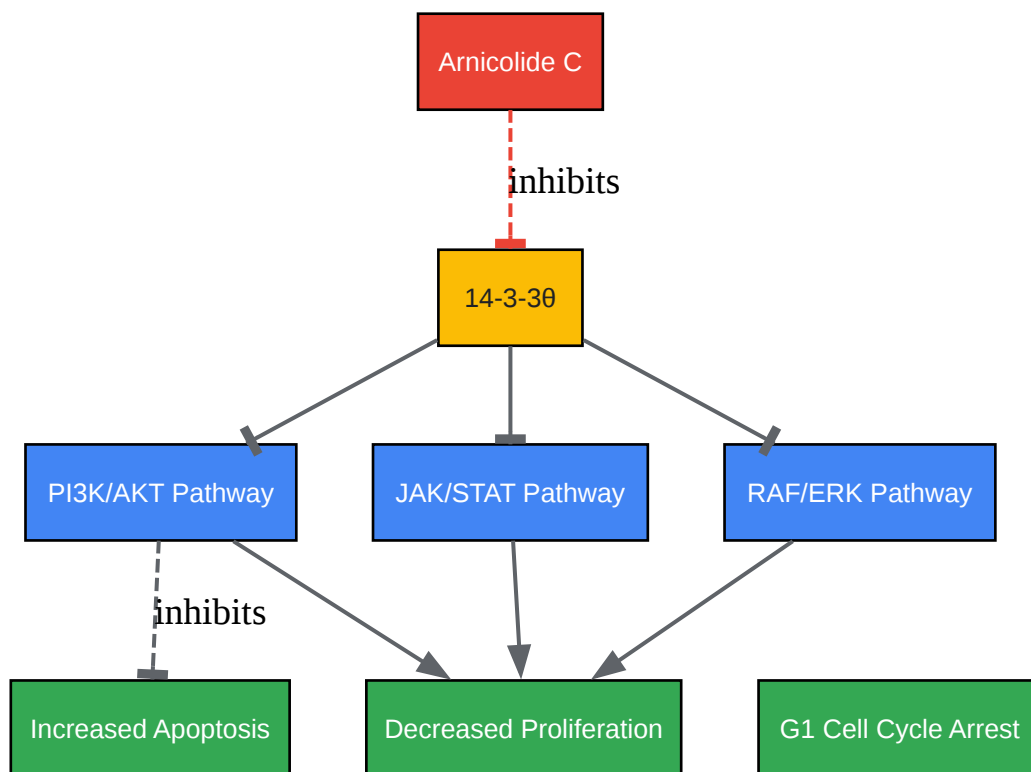 Arnicolide C
inhibits
14-3-3θ
PI3K/AKT Pathway
JAK/STAT Pathway
RAF/ERK Pathway
inhibits
Increased Apoptosis
Decreased Proliferation
G1 Cell Cycle Arrest